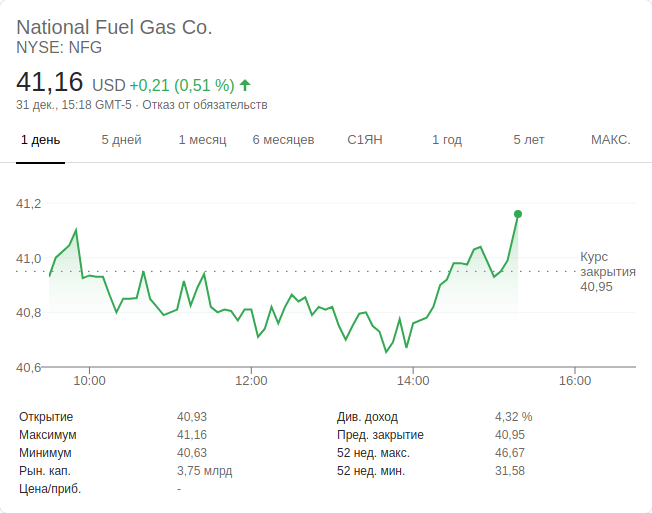 National Fuel Gas Co.
NYSE: NFG
41,16 USD +0,21 (0,51 %)
31 дек., 15:18 GMT-5 · Отказ от обязательств
1 день 5 дней 1 месяц 6 месяцев С1ЯН 1 год 5 лет МАКС.
41,2
41,0
40,8
40,6
Курс
закрытия
40,95
10:00 12:00 14:00 16:00
Открытие 40,93 Див. доход 4,32 %
Максимум 41,16 Пред. закрытие 40,95
Минимум 40,63 52 нед. макс. 46,67
Рын. кап. 3,75 млрд 52 нед. мин. 31,58
Цена/приб. -